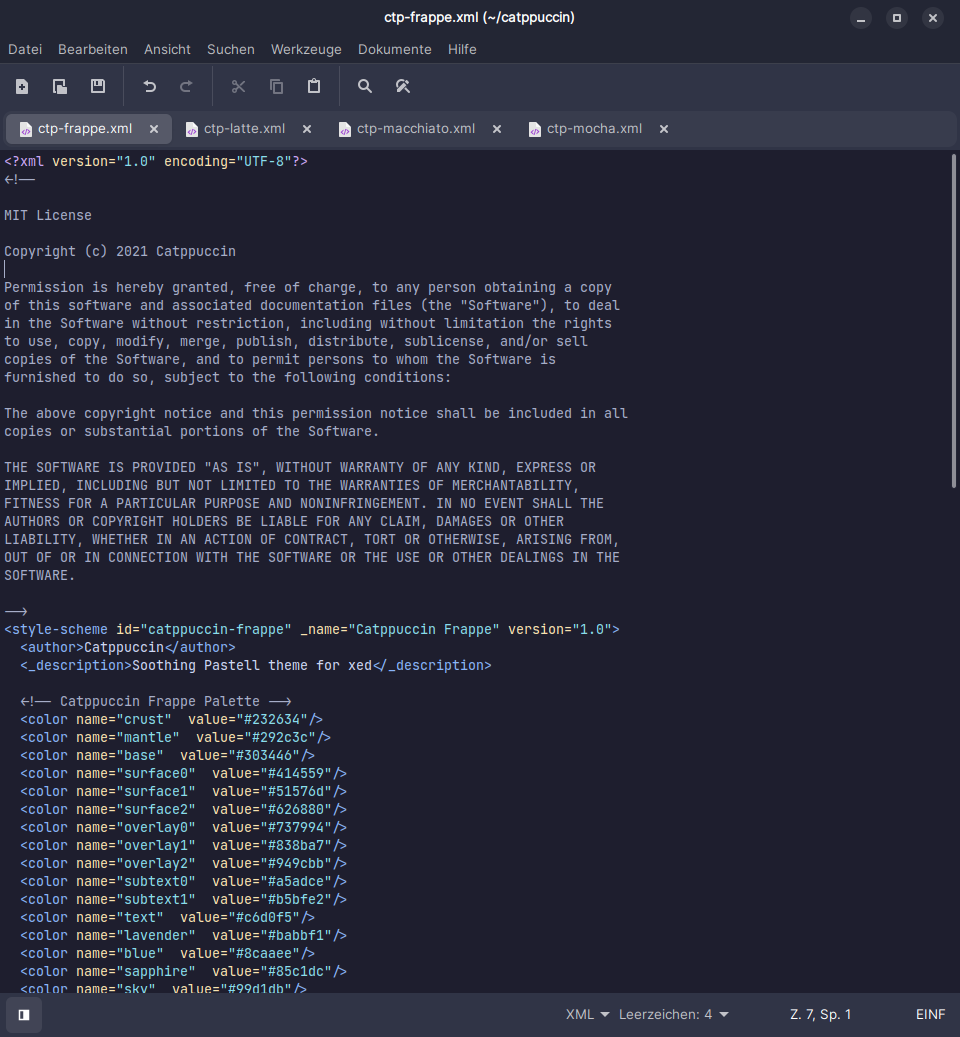 ctp-frappe.xml (~/catppuccin)
Datei Bearbeiten Ansicht Suchen Werkzeuge Dokumente Hilfe
ctp-frappe.xml ctp-latte.xml ctp-macchiato.xml ctp-mocha.xml
<?xml version="1.0" encoding="UTF-8"?>
<!--
MIT License
Copyright (c) 2021 Catppuccin
Permission is hereby granted, free of charge, to any person obtaining a copy
of this software and associated documentation files (the "Software"), to deal
in the Software without restriction, including without limitation the rights
to use, copy, modify, merge, publish, distribute, sublicense, and/or sell
copies of the Software, and to permit persons to whom the Software is
furnished to do so, subject to the following conditions:
The above copyright notice and this permission notice shall be included in all
copies or substantial portions of the Software.
THE SOFTWARE IS PROVIDED "AS IS", WITHOUT WARRANTY OF ANY KIND, EXPRESS OR
IMPLIED, INCLUDING BUT NOT LIMITED TO THE WARRANTIES OF MERCHANTABILITY,
FITNESS FOR A PARTICULAR PURPOSE AND NONINFRINGEMENT. IN NO EVENT SHALL THE
AUTHORS OR COPYRIGHT HOLDERS BE LIABLE FOR ANY CLAIM, DAMAGES OR OTHER
LIABILITY, WHETHER IN AN ACTION OF CONTRACT, TORT OR OTHERWISE, ARISING FROM,
OUT OF OR IN CONNECTION WITH THE SOFTWARE OR THE USE OR OTHER DEALINGS IN THE
SOFTWARE.
-->
<style-scheme id="catppuccin-frappe" _name="Catppuccin Frappe" version="1.0">
  <author>Catppuccin</author>
  <_description>Soothing Pastell theme for xed</_description>
  <!-- Catppuccin Frappe Palette -->
  <color name="crust"  value="#232634"/>
  <color name="mantle"  value="#292c3c"/>
  <color name="base"  value="#303446"/>
  <color name="surface0"  value="#414559"/>
  <color name="surface1"  value="#51576d"/>
  <color name="surface2"  value="#626880"/>
  <color name="overlay0"  value="#737994"/>
  <color name="overlay1"  value="#838ba7"/>
  <color name="overlay2"  value="#949cbb"/>
  <color name="subtext0"  value="#a5adce"/>
  <color name="subtext1"  value="#b5bfe2"/>
  <color name="text"  value="#c6d0f5"/>
  <color name="lavender"  value="#babbf1"/>
  <color name="blue"  value="#8caaee"/>
  <color name="sapphire"  value="#85c1dc"/>
  <color name="sky"  value="#99d1db"/>
XML Leerzeichen: 4 Z. 7, Sp. 1 EINF